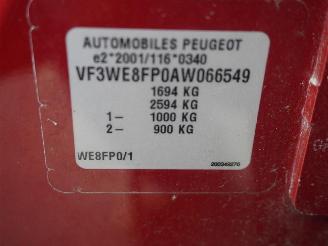 AUTOMOBILES PEUGEOT
e2*2001/116*0340
VF3WE8FP0AW066549
1694 KG
2594 KG
1- 1000 KG
2- 900 KG
WE8FP0/1